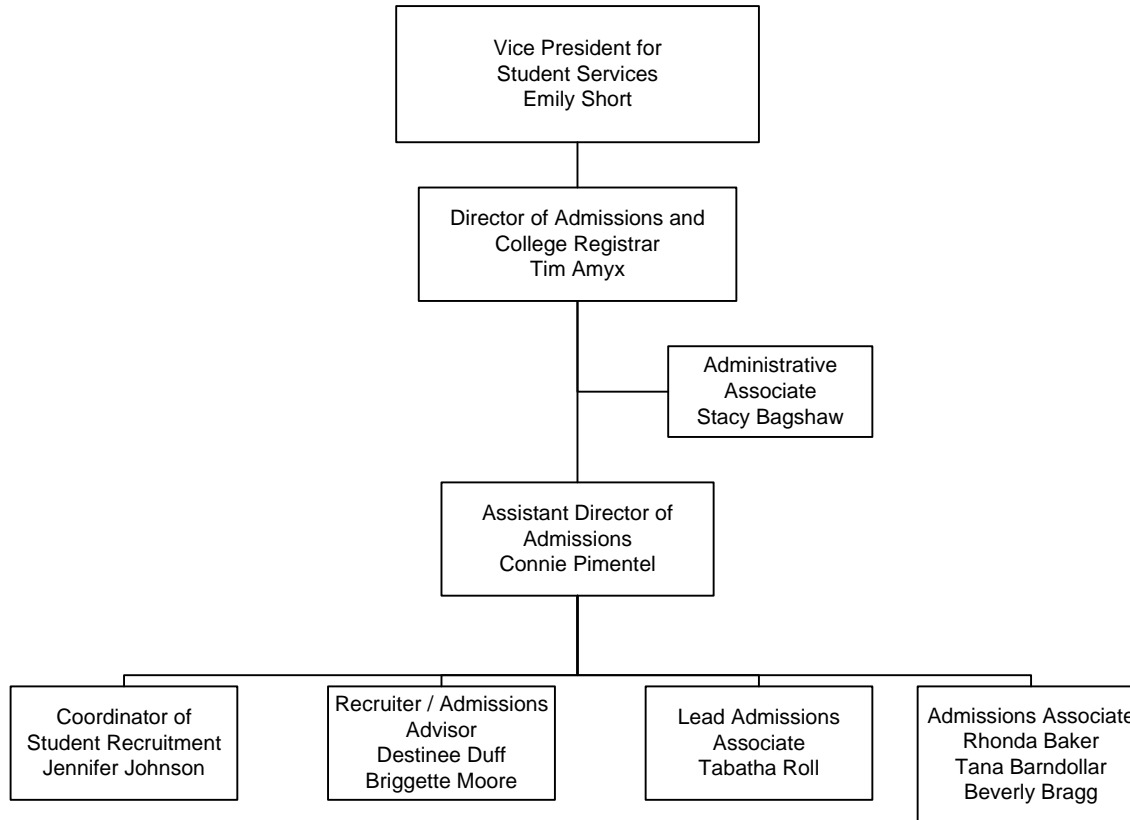 Vice President for
Student Services
Emily Short
Director of Admissions and
College Registrar
Tim Amyx
Administrative
Associate
Stacy Bagshaw
Assistant Director of
Admissions
Connie Pimentel
Coordinator of
Student Recruitment
Jennifer Johnson
Recruiter / Admissions
Advisor
Destinee Duff
Briggette Moore
Lead Admissions
Associate
Tabatha Roll
Admissions Associate
Rhonda Baker
Tana Barndollar
Beverly Bragg